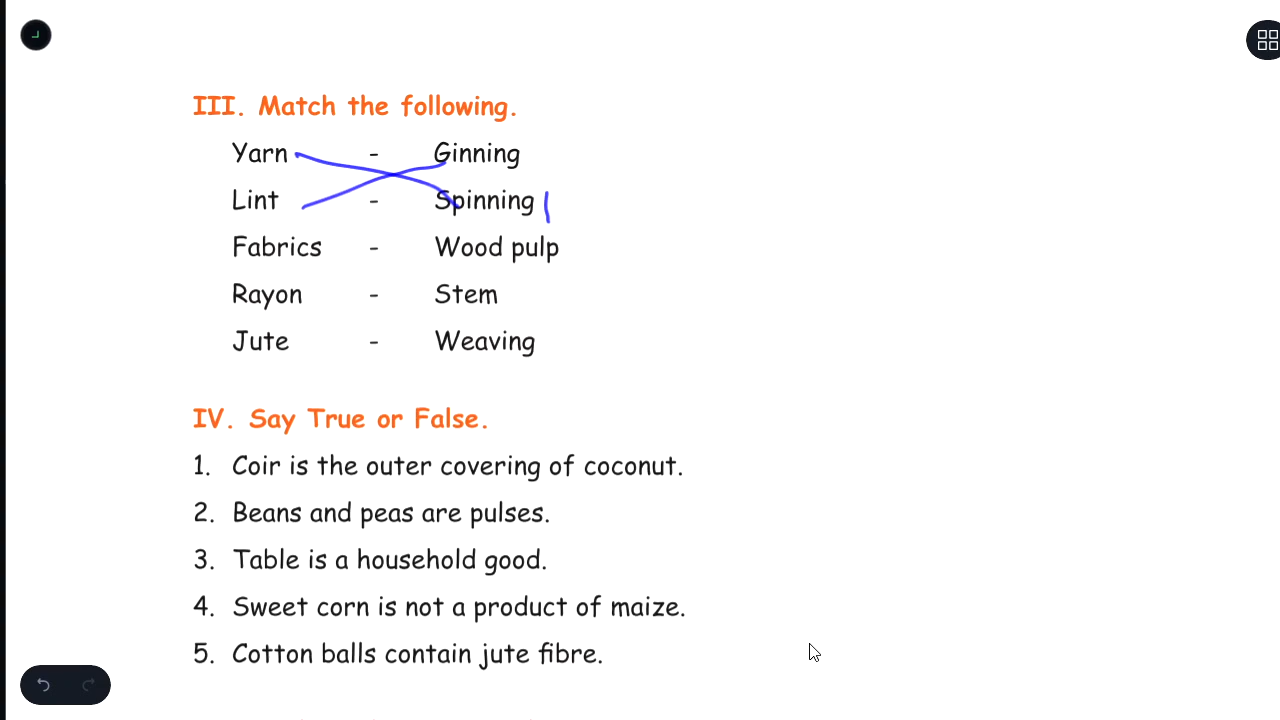 III. Match the following.
Yarn - Ginning
Lint - Spinning
Fabrics - Wood pulp
Rayon - Stem
Jute - Weaving
IV. Say True or False.
1. Coir is the outer covering of coconut.
2. Beans and peas are pulses.
3. Table is a household good.
4. Sweet corn is not a product of maize.
5. Cotton balls contain jute fibre.